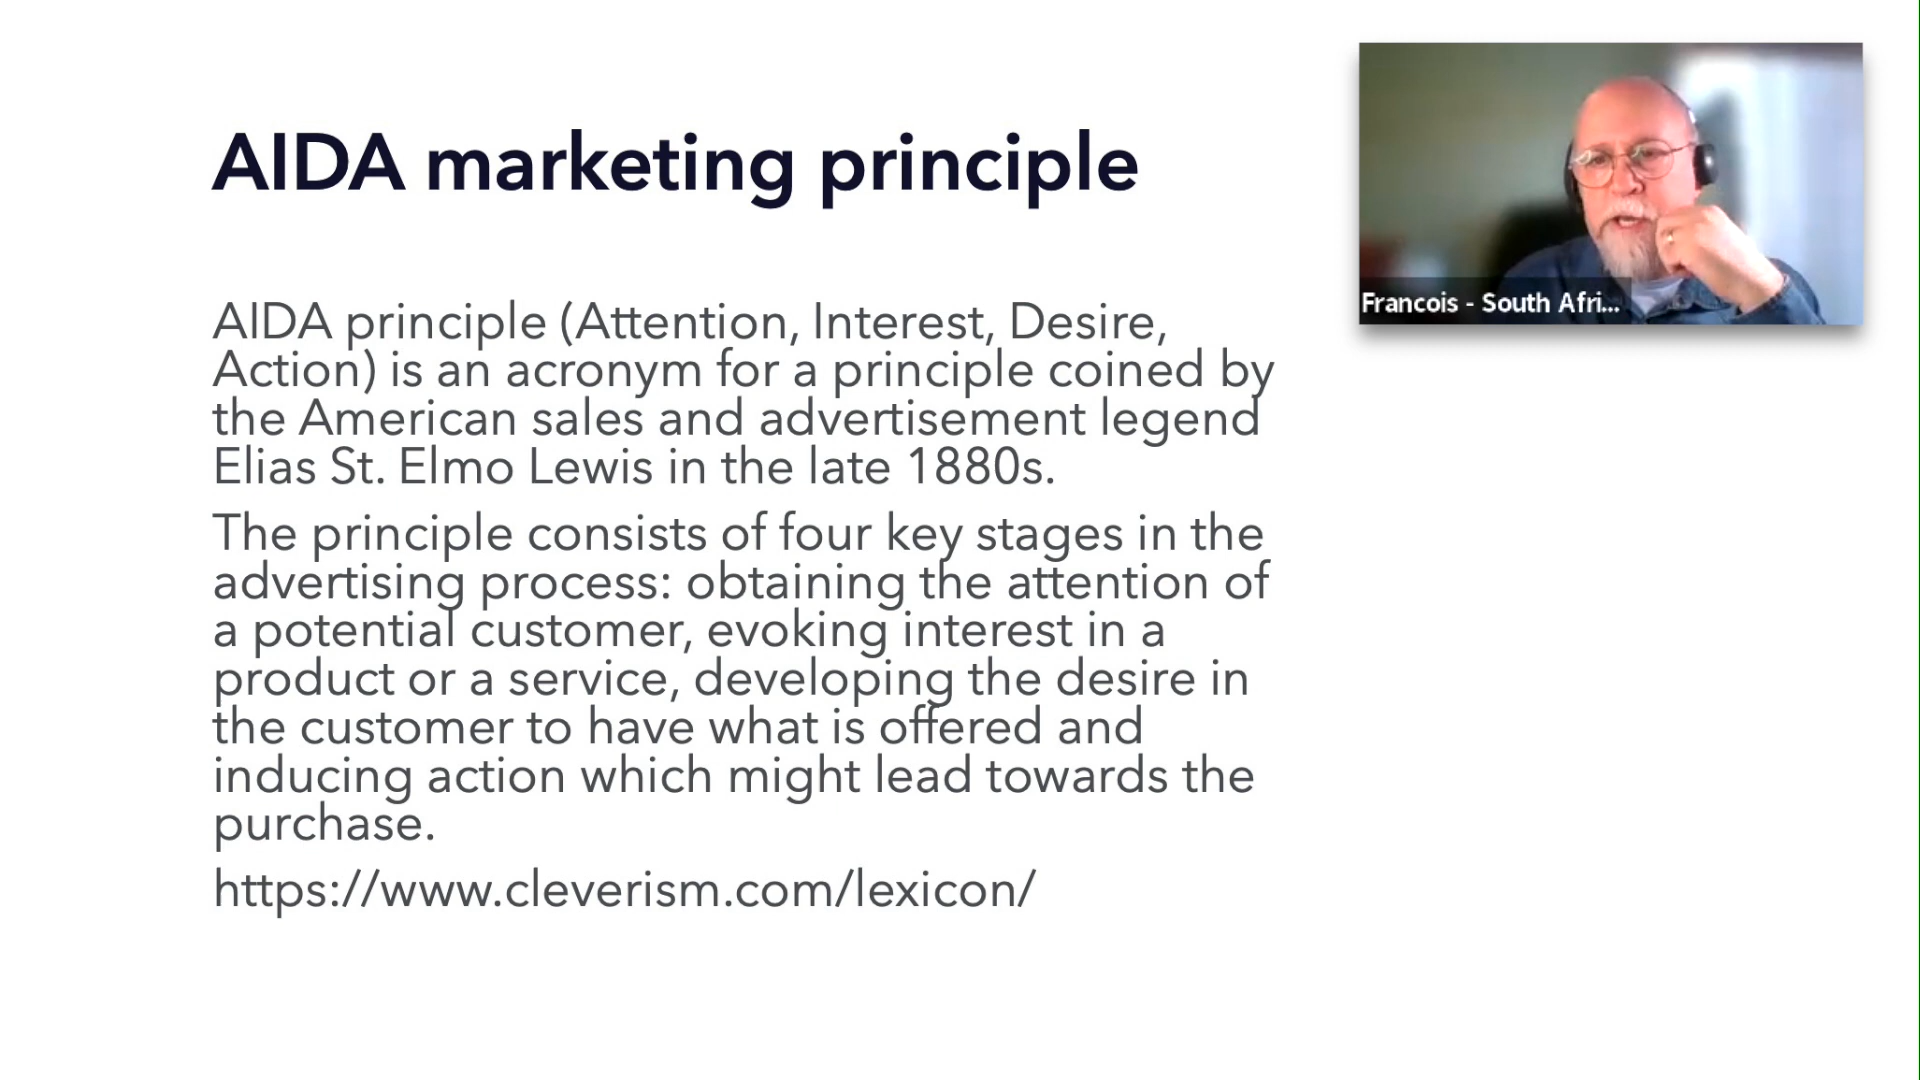 AIDA marketing principle
AIDA principle (Attention, Interest, Desire,
Action) is an acronym for a principle coined by
the American sales and advertisement legend
Elias St. Elmo Lewis in the late 1880s.
The principle consists of four key stages in the
advertising process: obtaining the attention of
a potential customer, evoking interest in a
product or a service, developing the desire in
the customer to have what is offered and
inducing action which might lead towards the
purchase.
https://www.cleverism.com/lexicon/
Francois - South Afri...